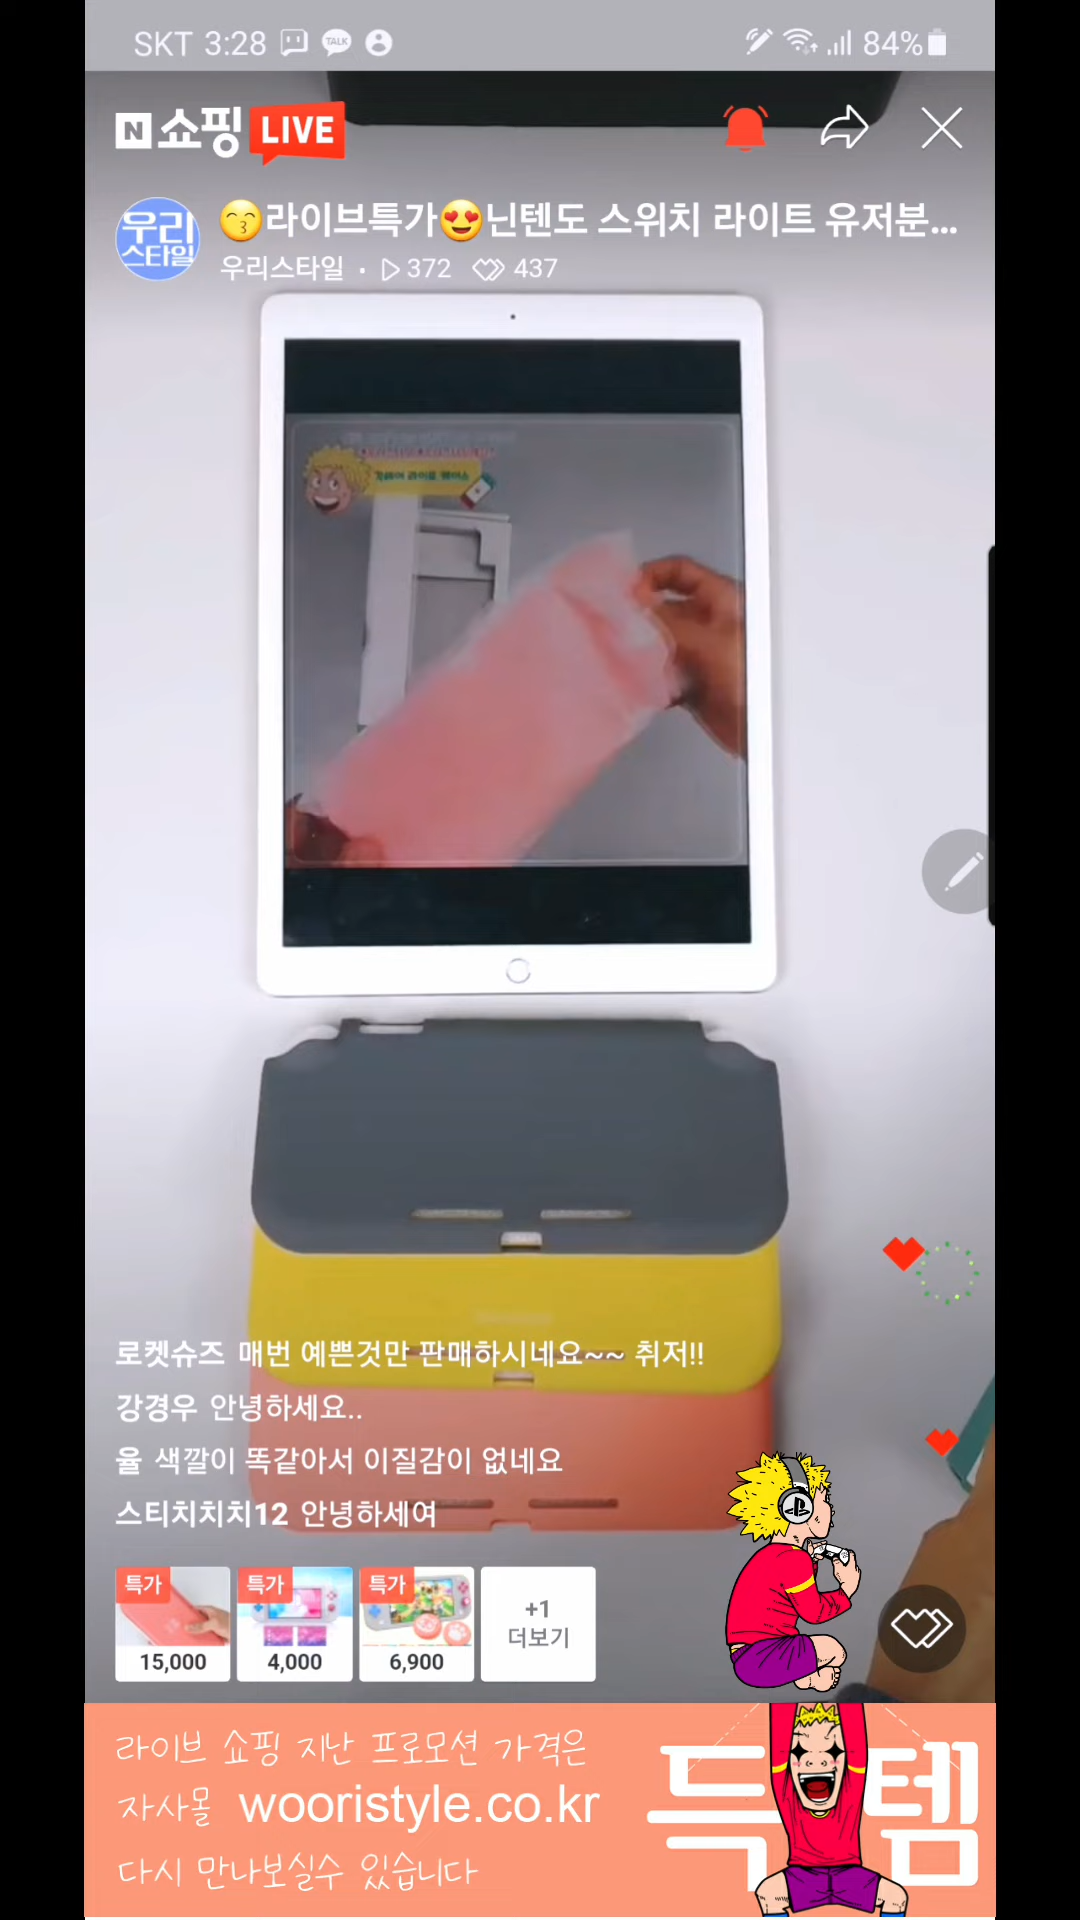 SKT 3:28 TALK 84%
N 쇼핑 LIVE
우리
스타일
라이브특가 닌텐도 스위치 라이트 유저분...
우리스타일 · 372 437
로켓슈즈 매번 예쁜것만 판매하시네요~~ 취저!!
강경우 안녕하세요..
율 색깔이 똑같아서 이질감이 없네요
스티치치치12 안녕하세여
특가 특가 특가
+1
더보기
15,000 4,000 6,900
라이브 쇼핑 지난 프로모션 가격은
자사몰 wooristyle.co.kr
다시 만나보실수 있습니다
득템